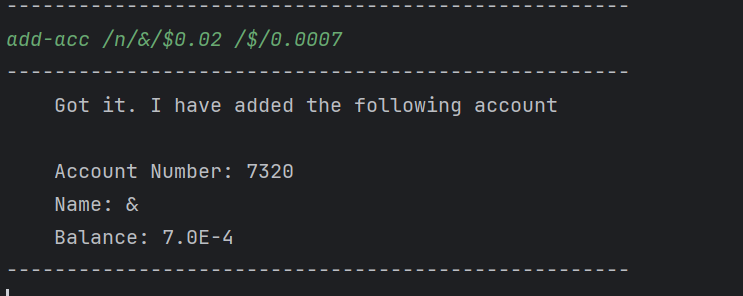 --------------------------------------------------
add-acc /n/&/$0.02 /$/0.0007
--------------------------------------------------
Got it. I have added the following account
Account Number: 7320
Name: &
Balance: 7.0E-4
--------------------------------------------------